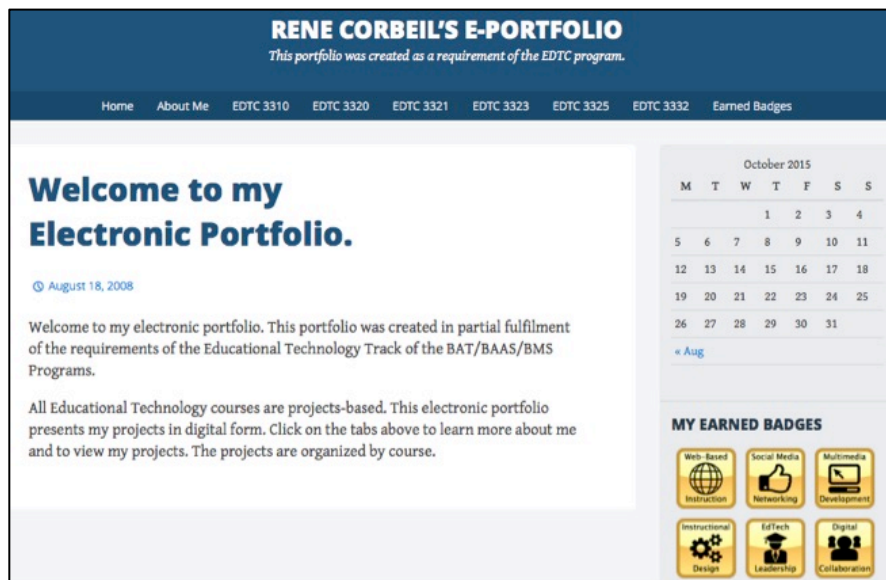 RENE CORBEIL'S E-PORTFOLIO
This portfolio was created as a requirement of the EDTC program.
Home About Me EDTC 3310 EDTC 3320 EDTC 3321 EDTC 3323 EDTC 3325 EDTC 3332 Earned Badges
Welcome to my
Electronic Portfolio.
August 18, 2008
Welcome to my electronic portfolio. This portfolio was created in partial fulfilment
of the requirements of the Educational Technology Track of the BAT/BAAS/BMS
Programs.
All Educational Technology courses are projects-based. This electronic portfolio
presents my projects in digital form. Click on the tabs above to learn more about me
and to view my projects. The projects are organized by course.
October 2015
M T W T F S S
1 2 3 4
5 6 7 8 9 10 11
12 13 14 15 16 17 18
19 20 21 22 23 24 25
26 27 28 29 30 31
« Aug
MY EARNED BADGES
Web-Based Instruction
Social Media Networking
Multimedia Development
Instructional Design
EdTech Leadership
Digital Collaboration